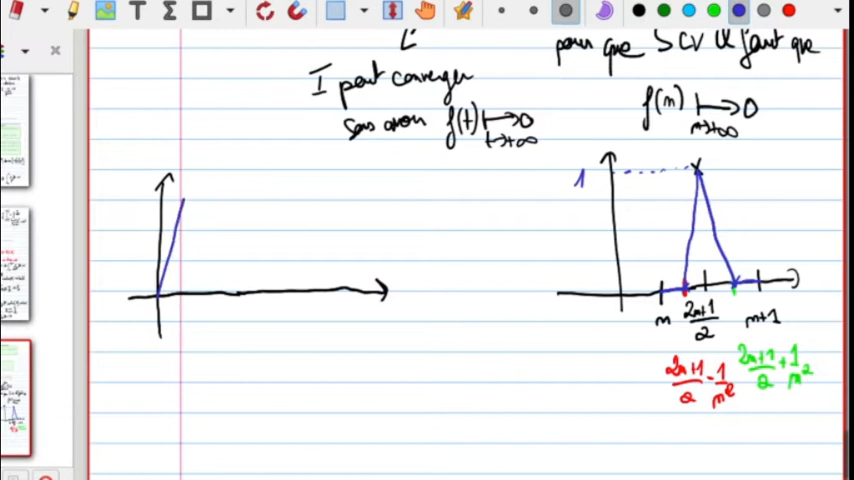 I peut converger
sans avoir f(t) ⟼ 0
t→+∞
pour que S CV il faut que
f(n) ⟼ 0
n→+∞
1
n
2n+1/2
n+1
2n+1/2 - 1/n²
2n+1/2 + 1/n²